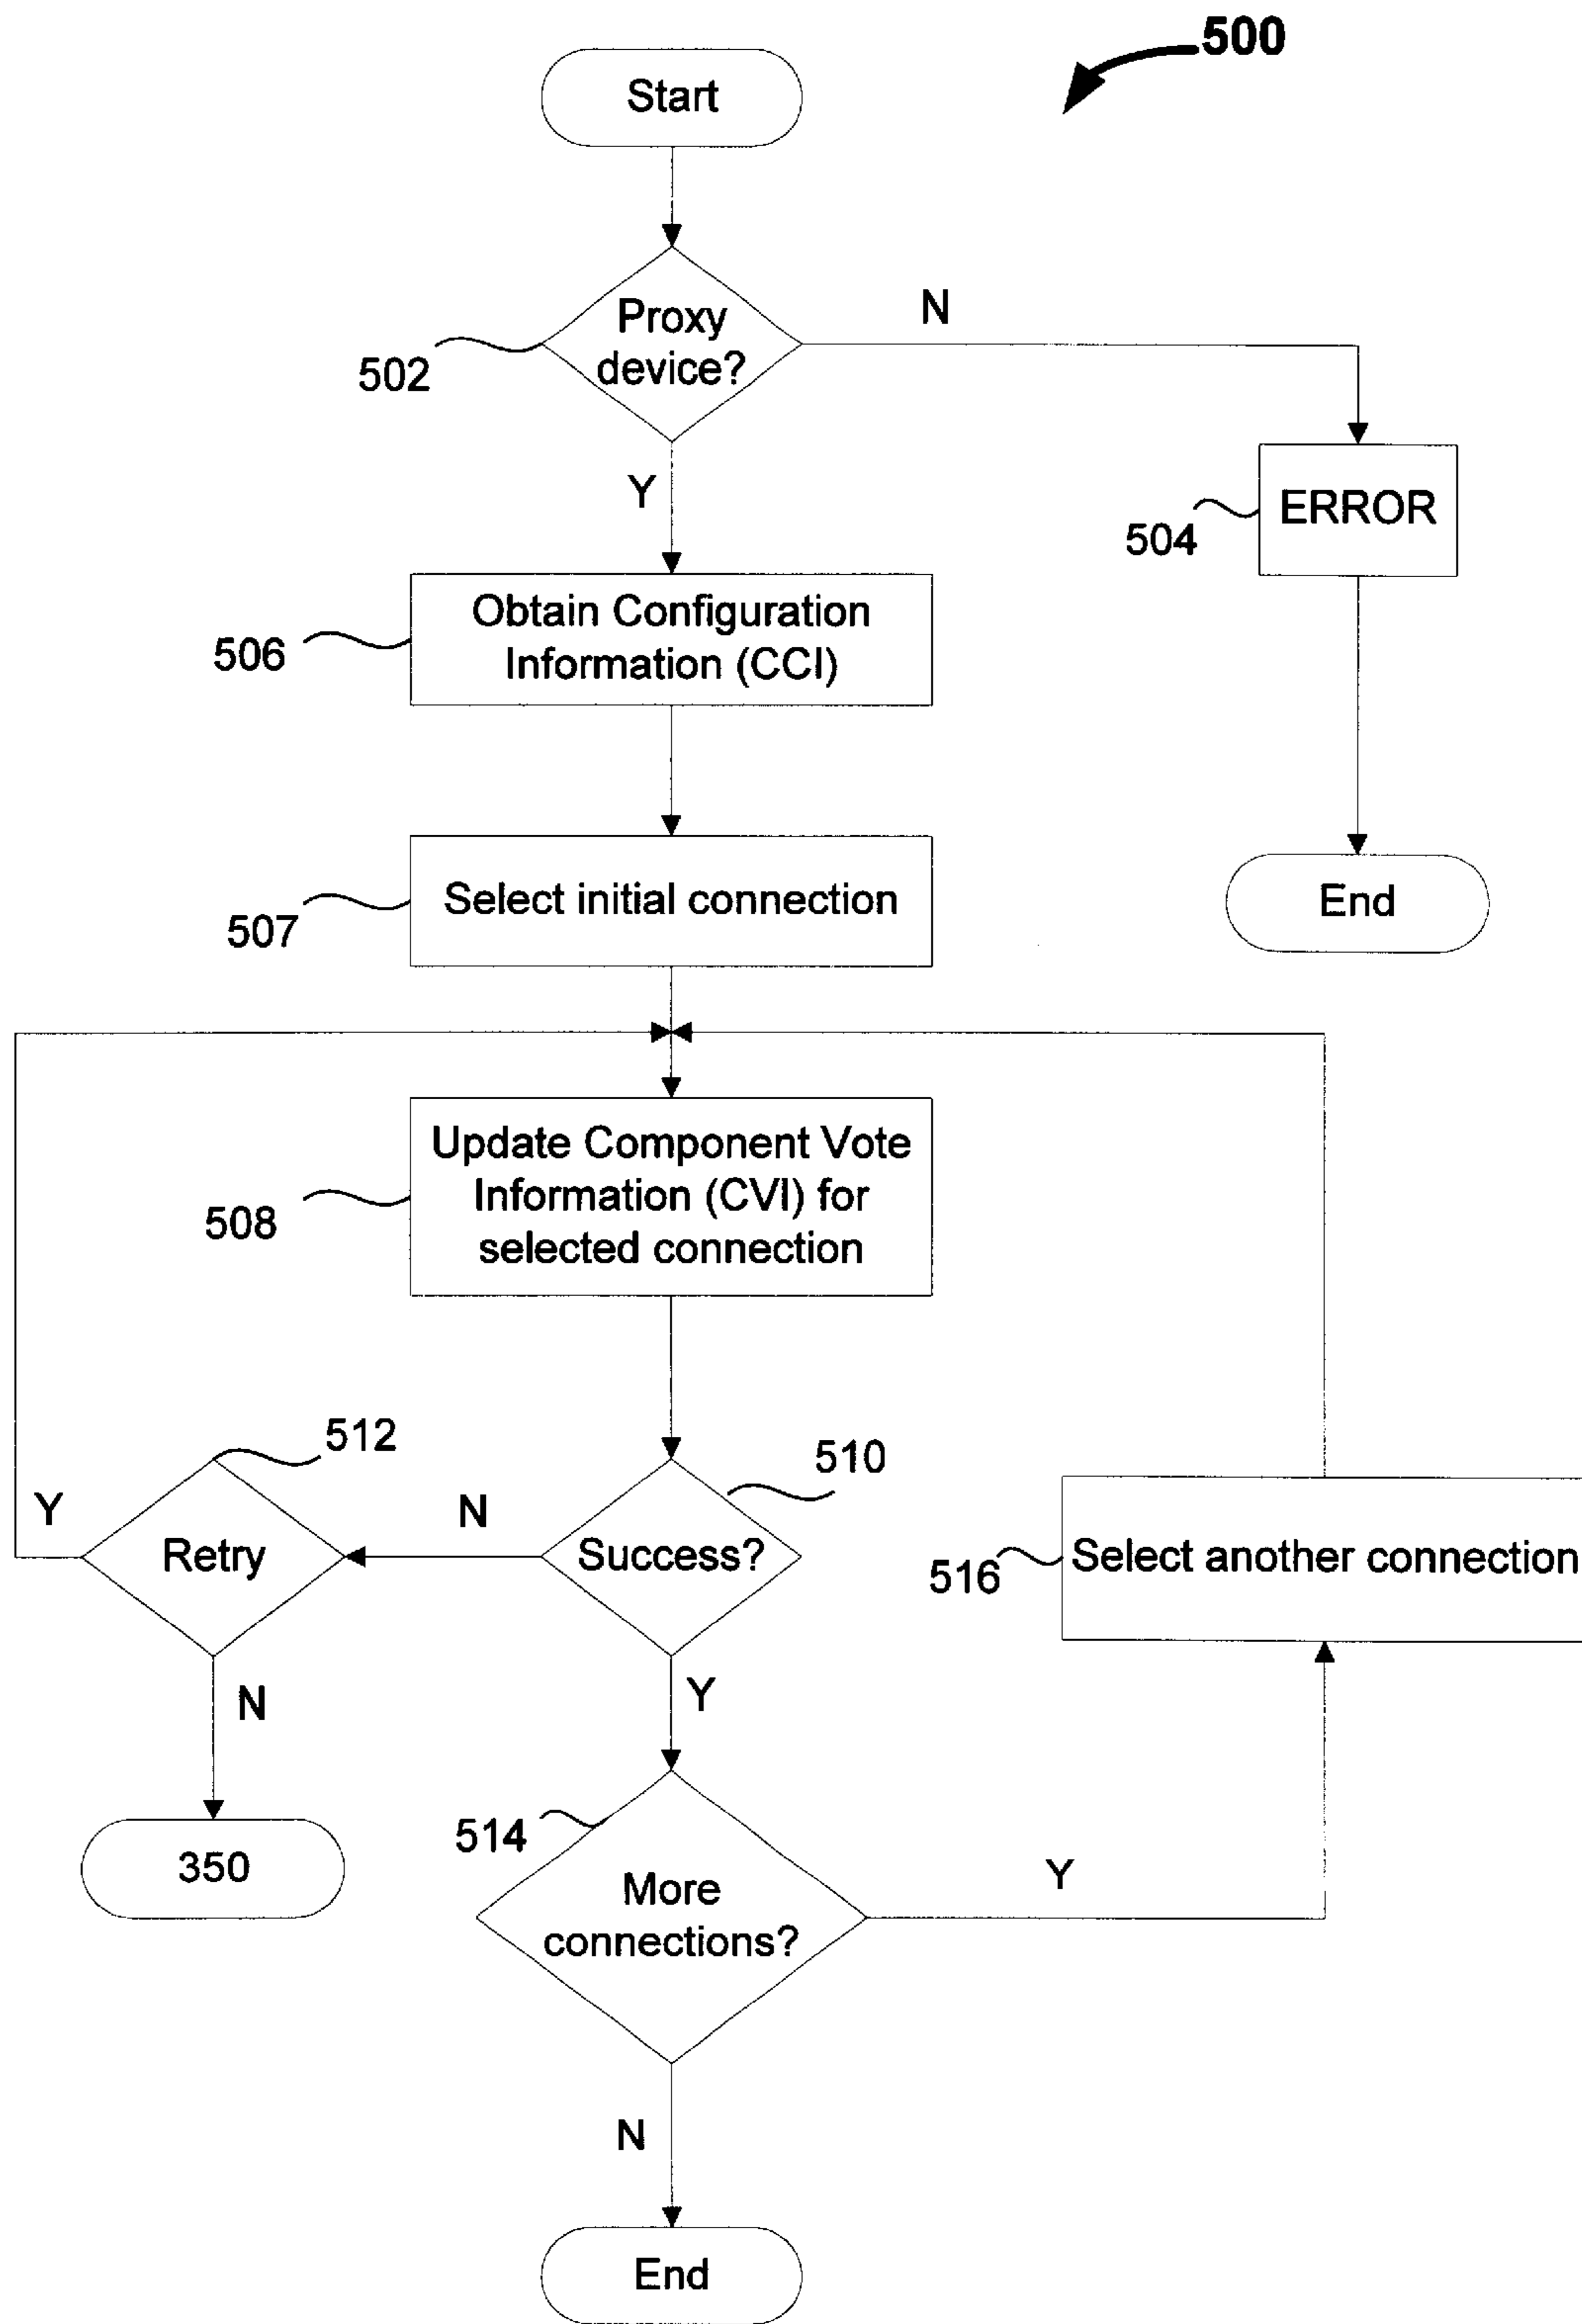 500
Start
Proxy
device?
502
N
Y
ERROR
504
Obtain Configuration
Information (CCI)
506
Select initial connection
507
End
Update Component Vote
Information (CVI) for
selected connection
508
512
510
Y
Retry
N
Success?
516
Select another connection
N
Y
350
514
More
connections?
Y
N
End